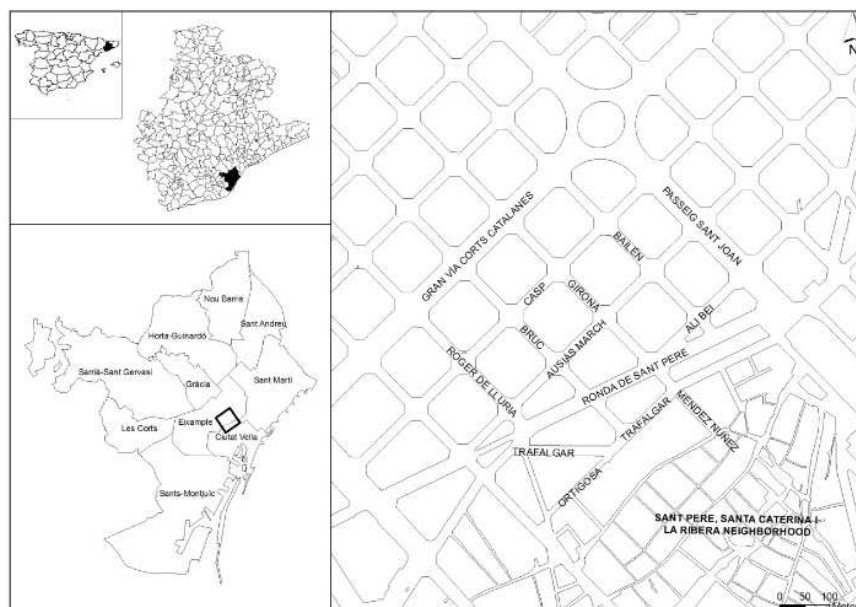 Nou Barris
Sant Andreu
Horta-Guinardó
Sarrià-Sant Gervasi
Gràcia
Sant Martí
Les Corts
Eixample
Ciutat Vella
Sants-Montjuïc
N
PASSEIG SANT JOAN
GRAN VIA CORTS CATALANES
BAILEN
CASP
GIRONA
ALI BEI
BRUC
AUSIAS MARCH
ROGER DE LLURIA
RONDA DE SANT PERE
MENDEZ NUÑEZ
TRAFALGAR
TRAFALGAR
ORTIGOSA
SANT PERE, SANTA CATERINA I
LA RIBERA NEIGHBORHOOD
0 50 100